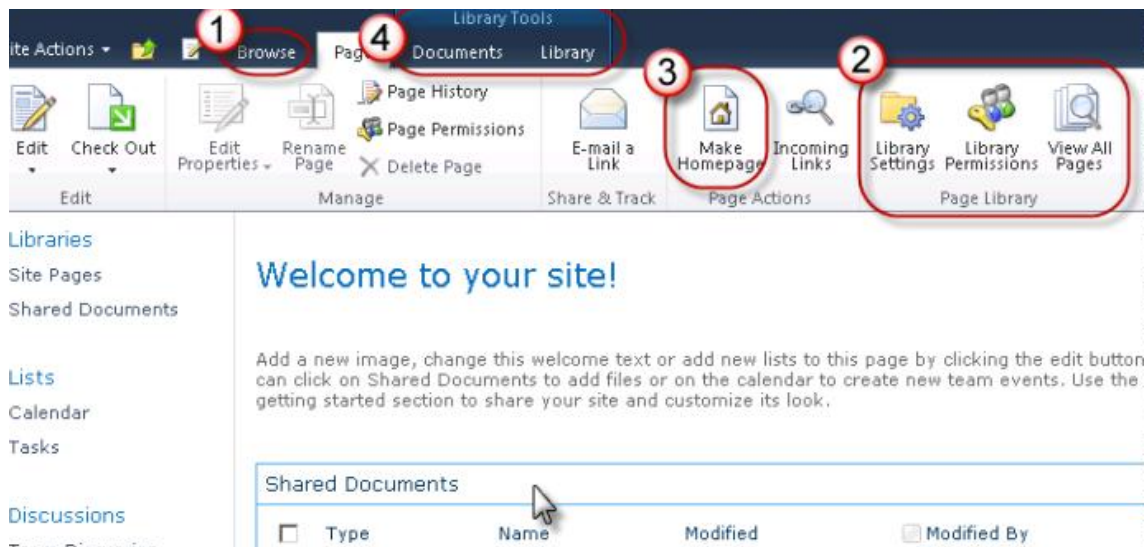 Library Tools
1
4
ite Actions
Browse
Pag
Documents
Library
3
2
Edit
Check Out
Edit Properties
Rename Page
Page History
Page Permissions
Delete Page
E-mail a Link
Make Homepage
Incoming Links
Library Settings
Library Permissions
View All Pages
Edit
Manage
Share & Track
Page Actions
Page Library
Libraries
Site Pages
Shared Documents
Lists
Calendar
Tasks
Discussions
Welcome to your site!
Add a new image, change this welcome text or add new lists to this page by clicking the edit button
can click on Shared Documents to add files or on the calendar to create new team events. Use the
getting started section to share your site and customize its look.
Shared Documents
Type Name Modified Modified By